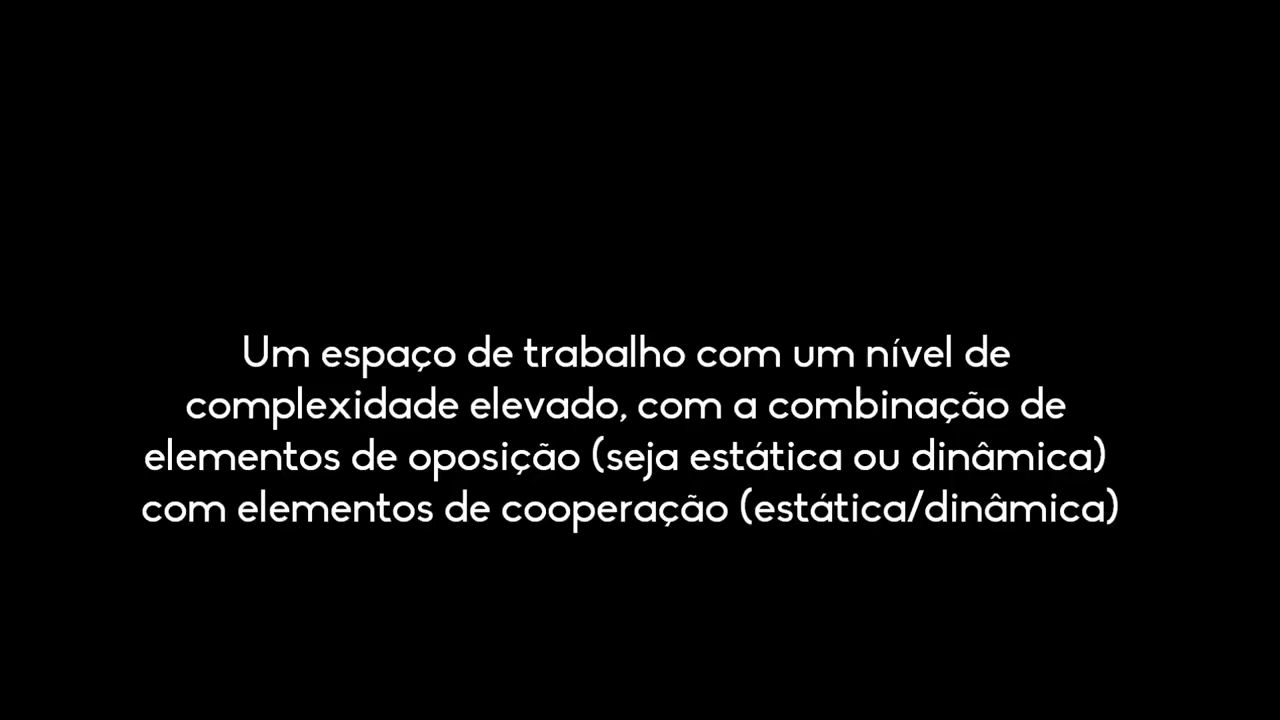 Um espaço de trabalho com um nível de
complexidade elevado, com a combinação de
elementos de oposição (seja estática ou dinâmica)
com elementos de cooperação (estática/dinâmica)